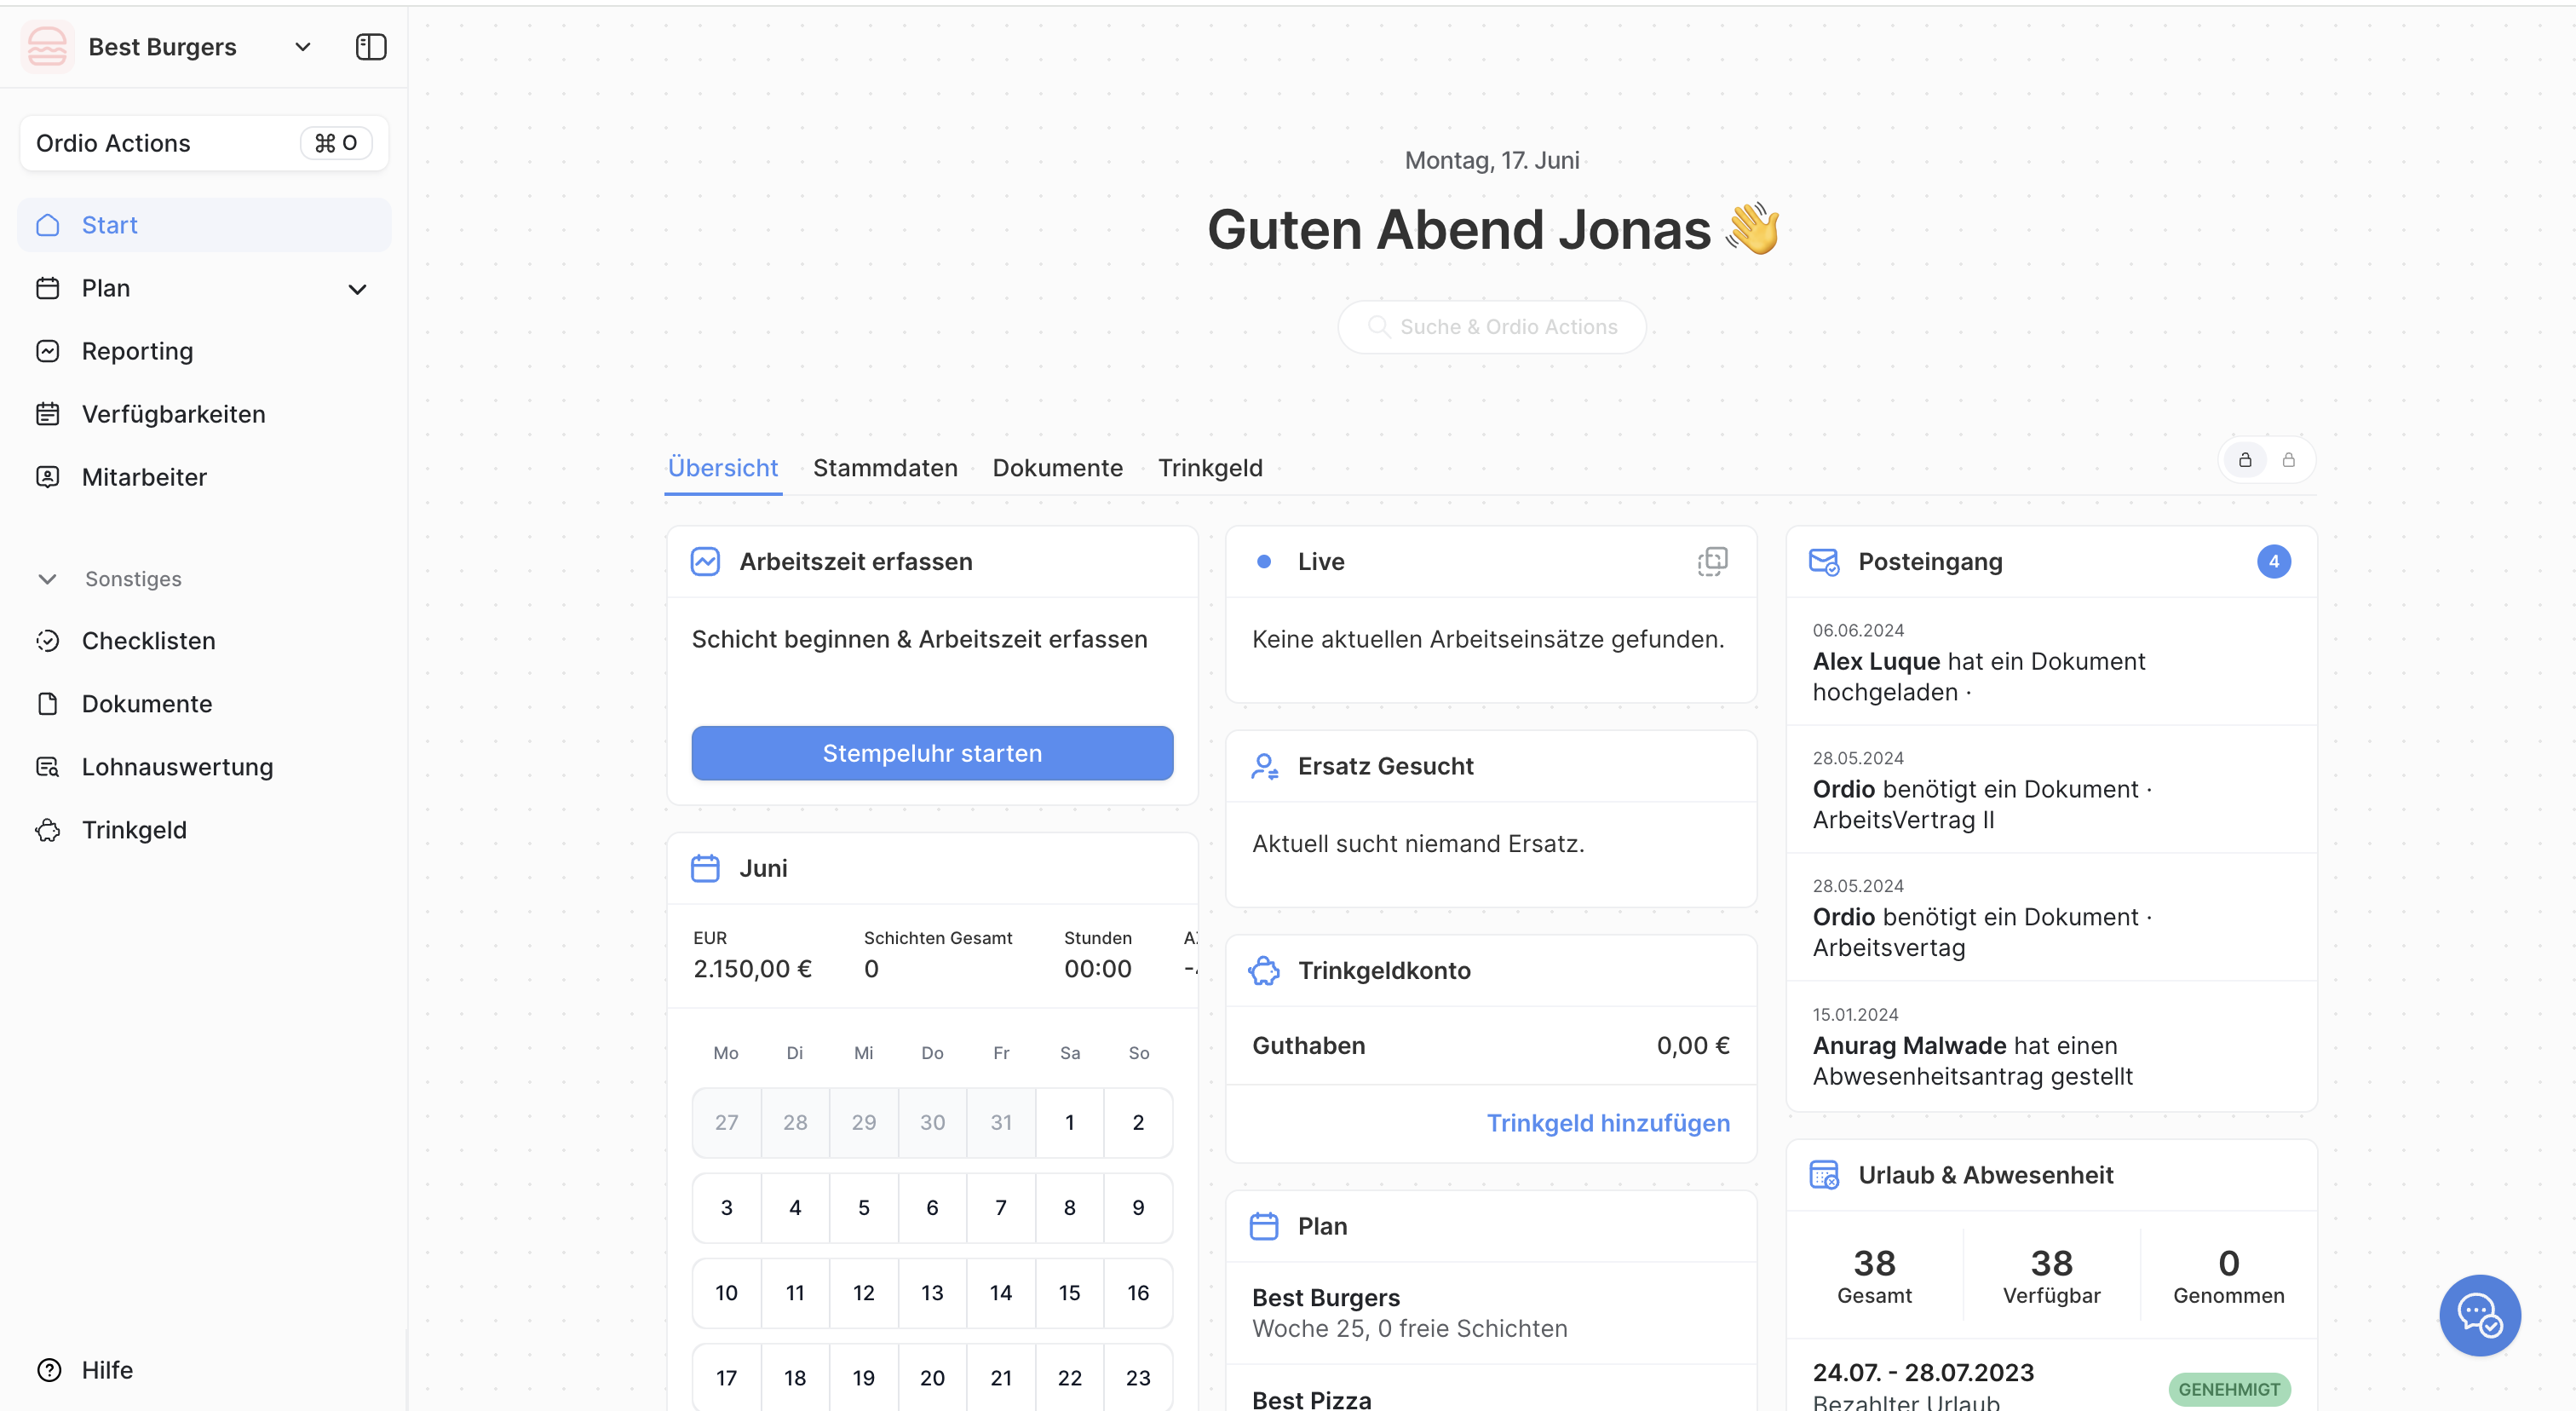 Best Burgers
Ordio Actions
⌘ O
Start
Plan
Reporting
Verfügbarkeiten
Mitarbeiter
Sonstiges
Checklisten
Dokumente
Lohnauswertung
Trinkgeld
Hilfe
Montag, 17. Juni
Guten Abend Jonas 👋
Suche & Ordio Actions
Übersicht Stammdaten Dokumente Trinkgeld
Arbeitszeit erfassen
Schicht beginnen & Arbeitszeit erfassen
Stempeluhr starten
Juni
EUR Schichten Gesamt Stunden
2.150,00 € 0 00:00
Mo Di Mi Do Fr Sa So
27 28 29 30 31 1 2
3 4 5 6 7 8 9
10 11 12 13 14 15 16
17 18 19 20 21 22 23
Live
Keine aktuellen Arbeitseinsätze gefunden.
Ersatz Gesucht
Aktuell sucht niemand Ersatz.
Trinkgeldkonto
Guthaben 0,00 €
Trinkgeld hinzufügen
Plan
Best Burgers
Woche 25, 0 freie Schichten
Best Pizza
Posteingang 4
06.06.2024
Alex Luque hat ein Dokument
hochgeladen ·
28.05.2024
Ordio benötigt ein Dokument ·
ArbeitsVertrag II
28.05.2024
Ordio benötigt ein Dokument ·
Arbeitsvertag
15.01.2024
Anurag Malwade hat einen
Abwesenheitsantrag gestellt
Urlaub & Abwesenheit
38 38 0
Gesamt Verfügbar Genommen
24.07. - 28.07.2023
GENEHMIGT
Bezahlter Urlaub